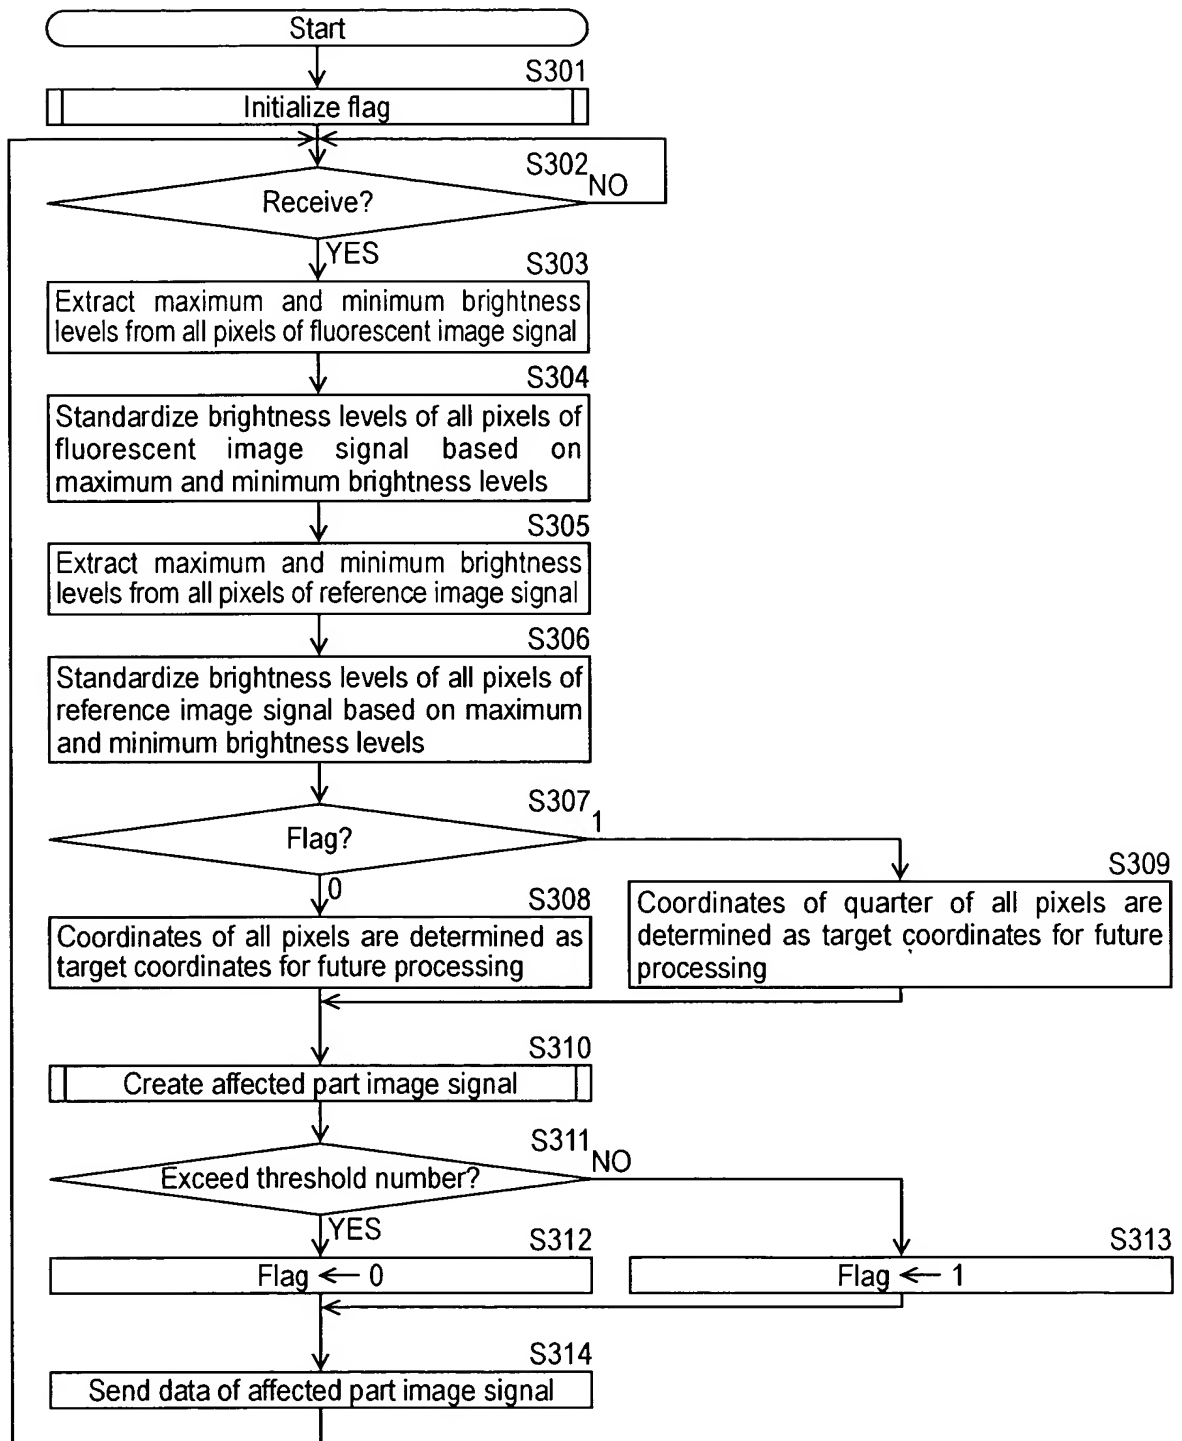 Start
S301
Initialize flag
S302
NO
Receive?
YES
S303
Extract maximum and minimum brightness
levels from all pixels of fluorescent image signal
S304
Standardize brightness levels of all pixels of
fluorescent image signal based on
maximum and minimum brightness levels
S305
Extract maximum and minimum brightness
levels from all pixels of reference image signal
S306
Standardize brightness levels of all pixels of
reference image signal based on maximum
and minimum brightness levels
S307
1
Flag?
0
S308
Coordinates of all pixels are determined as
target coordinates for future processing
S309
Coordinates of quarter of all pixels are
determined as target coordinates for future
processing
S310
Create affected part image signal
S311
NO
Exceed threshold number?
YES
S312
Flag ← 0
S313
Flag ← 1
S314
Send data of affected part image signal